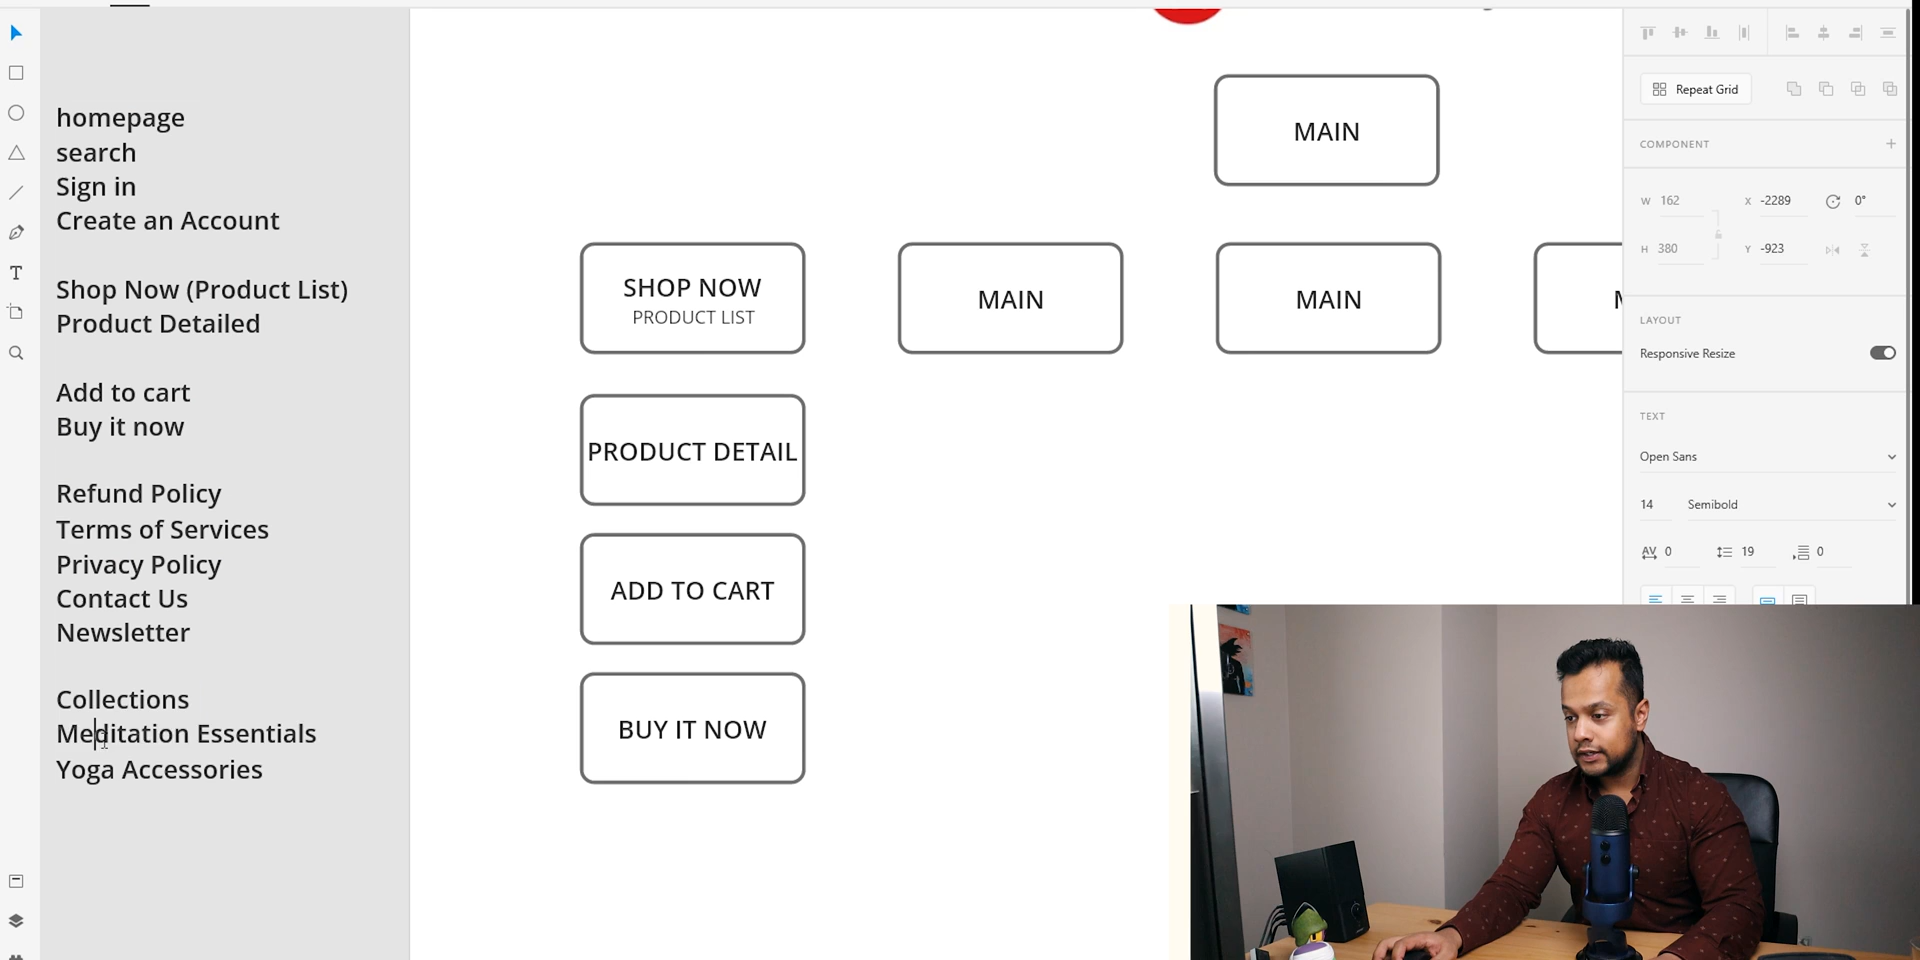 homepage
search
Sign in
Create an Account
Shop Now (Product List)
Product Detailed
Add to cart
Buy it now
Refund Policy
Terms of Services
Privacy Policy
Contact Us
Newsletter
Collections
Meditation Essentials
Yoga Accessories
MAIN
SHOP NOW
PRODUCT LIST
MAIN
MAIN
PRODUCT DETAIL
ADD TO CART
BUY IT NOW
Repeat Grid
COMPONENT
W 162 X -2289 0°
H 380 Y -923
LAYOUT
Responsive Resize
TEXT
Open Sans
14 Semibold
AV 0 19 0